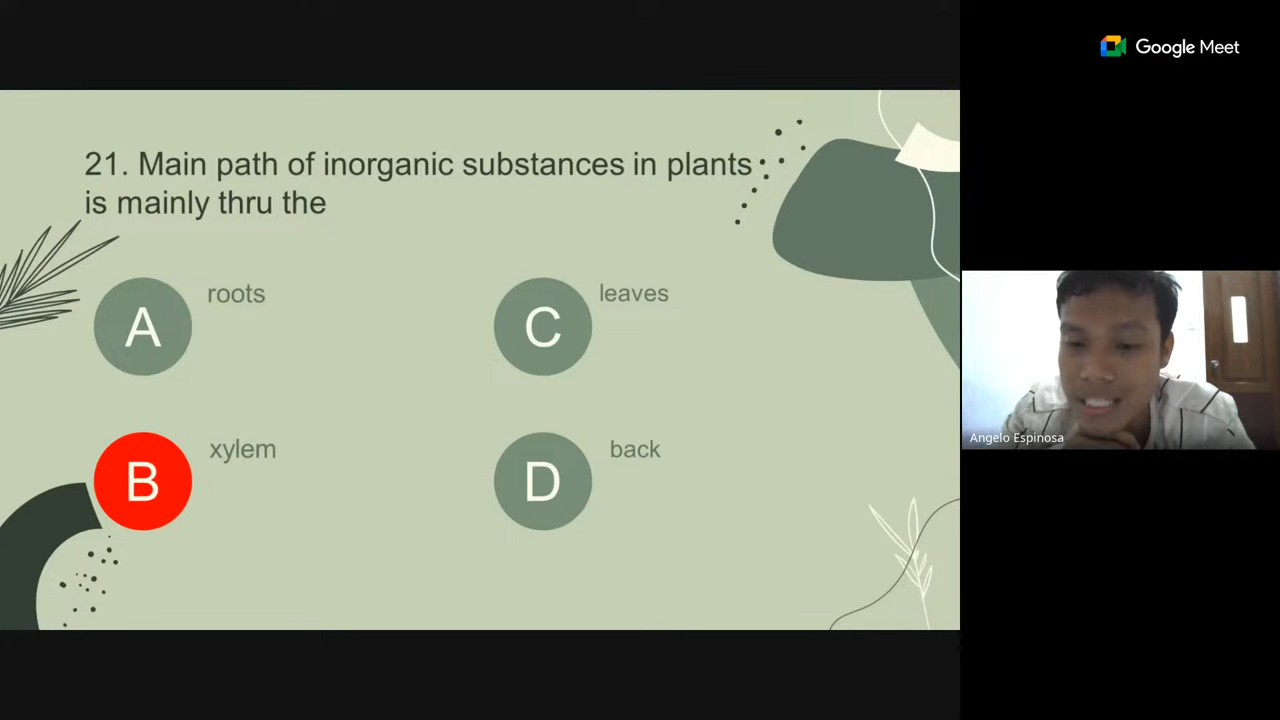 Google Meet
21. Main path of inorganic substances in plants
is mainly thru the
A
roots
C
leaves
B
xylem
D
back
Angelo Espinosa